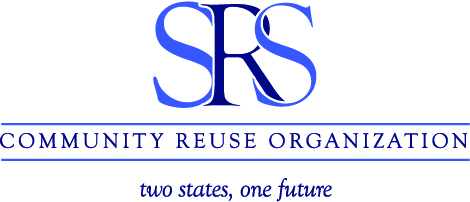 SRS
COMMUNITY REUSE ORGANIZATION
two states, one future